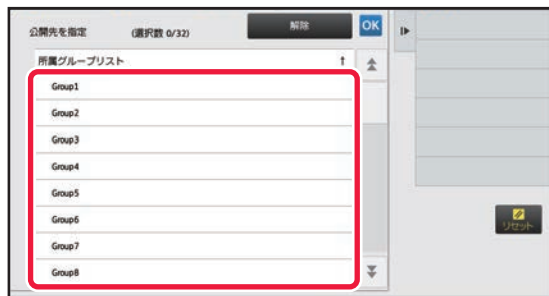 公開先を指定 (選択数 0/32) 解除 OK
所属グループリスト ↑
Group1
Group2
Group3
Group4
Group5
Group6
Group7
Group8
リセット